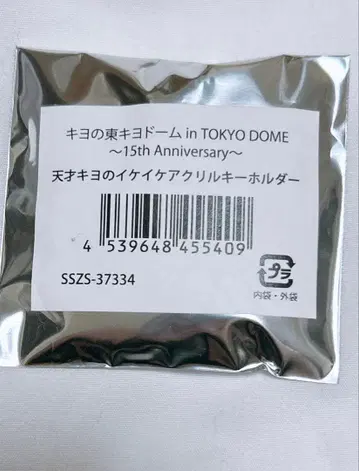 キヨの東キヨドーム in TOKYO DOME
～15th Anniversary～
天才キヨのイケイケアクリルキーホルダー
4 539648 455409
SSZS-37334
プラ
内袋・外袋